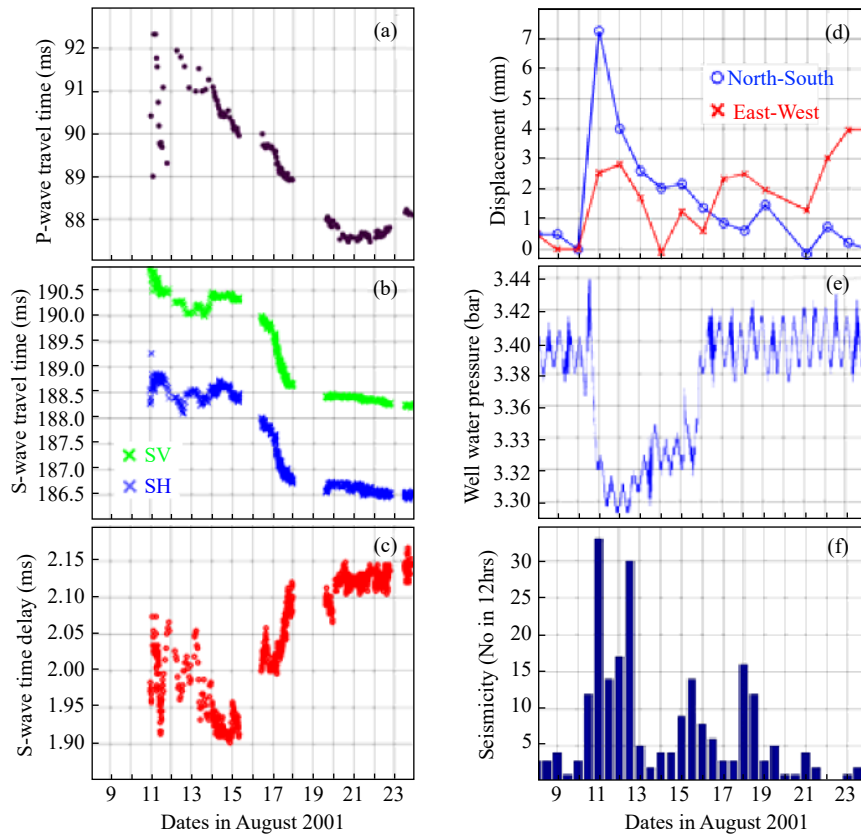 (a)
P-wave travel time (ms)
92
91
90
89
88
(b)
S-wave travel time (ms)
190.5
190.0
189.5
189.0
188.5
188.0
187.5
187.0
186.5
SV
SH
(c)
S-wave time delay (ms)
2.15
2.10
2.05
2.00
1.95
1.90
9 11 13 15 17 19 21 23
Dates in August 2001
(d)
Displacement (mm)
7
6
5
4
3
2
1
0
North-South
East-West
(e)
Well water pressure (bar)
3.44
3.42
3.40
3.38
3.36
3.33
3.32
3.30
(f)
Seismicity (No in 12hrs)
30
25
20
15
10
5
9 11 13 15 17 19 21 23
Dates in August 2001